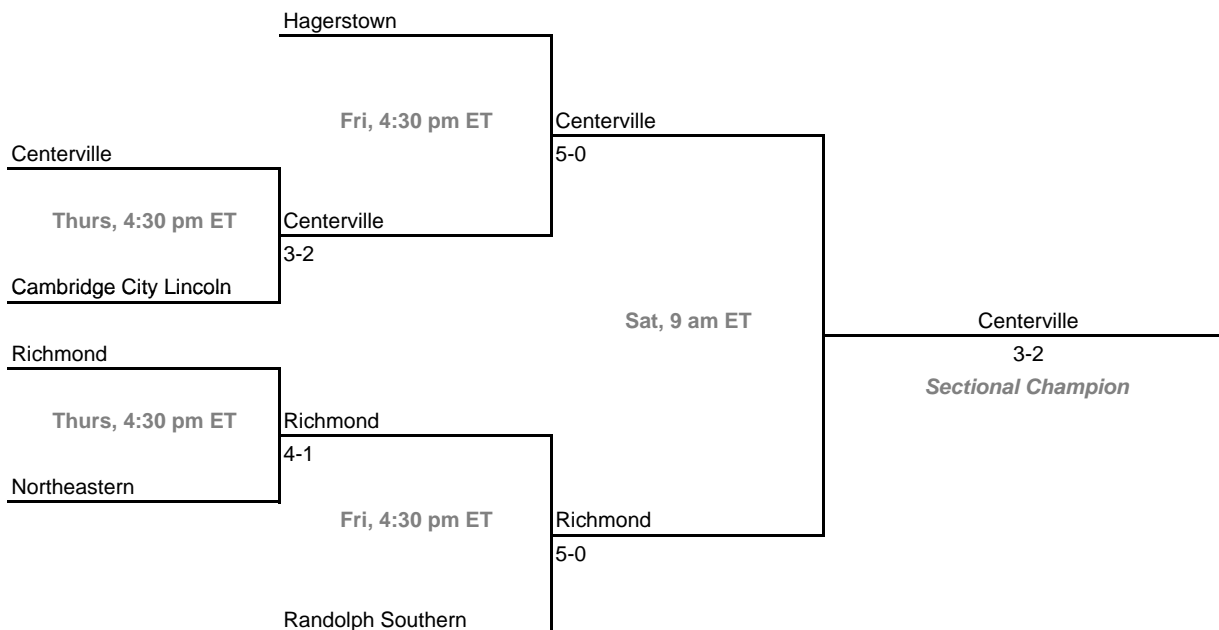 Hagerstown
Fri, 4:30 pm ET
Centerville
Centerville
5-0
Thurs, 4:30 pm ET
Centerville
3-2
Cambridge City Lincoln
Sat, 9 am ET
Centerville
Richmond
3-2
Sectional Champion
Thurs, 4:30 pm ET
Richmond
4-1
Northeastern
Fri, 4:30 pm ET
Richmond
5-0
Randolph Southern